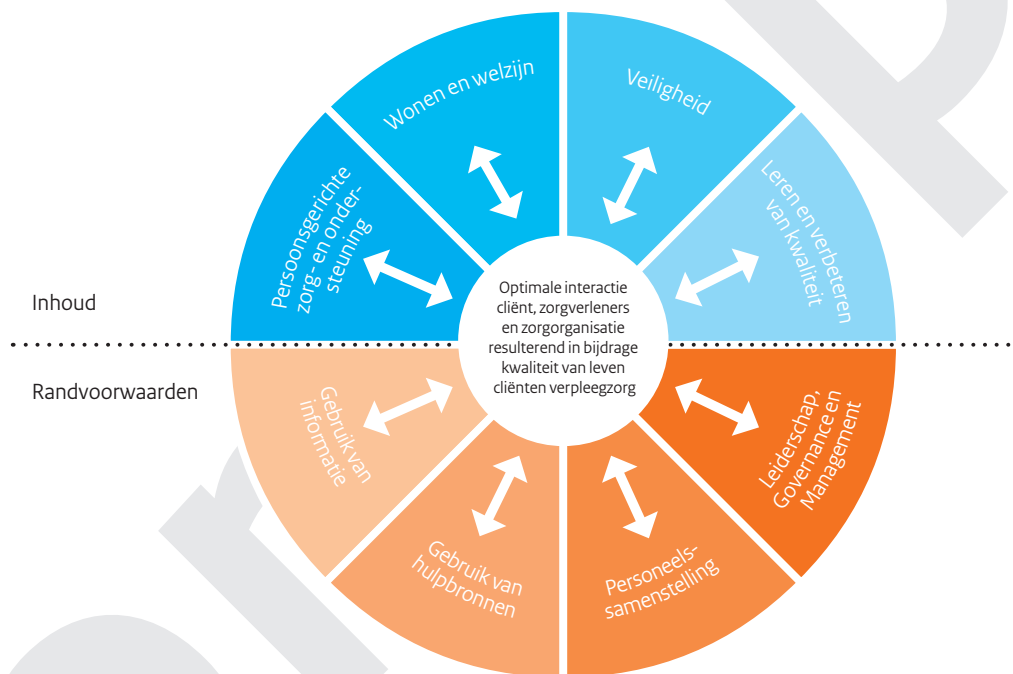 Wonen en welzijn
Veiligheid
Persoonsgerichte
zorg- en onder-
steuning
Leren en verbeteren
van kwaliteit
Optimale interactie
cliënt, zorgverleners
en zorgorganisatie
resulterend in bijdrage
kwaliteit van leven
cliënten verpleegzorg
Inhoud
Randvoorwaarden
Gebruik van
informatie
Leiderschap,
Governance en
Management
Gebruik van
hulpbronnen
Personeels-
samenstelling